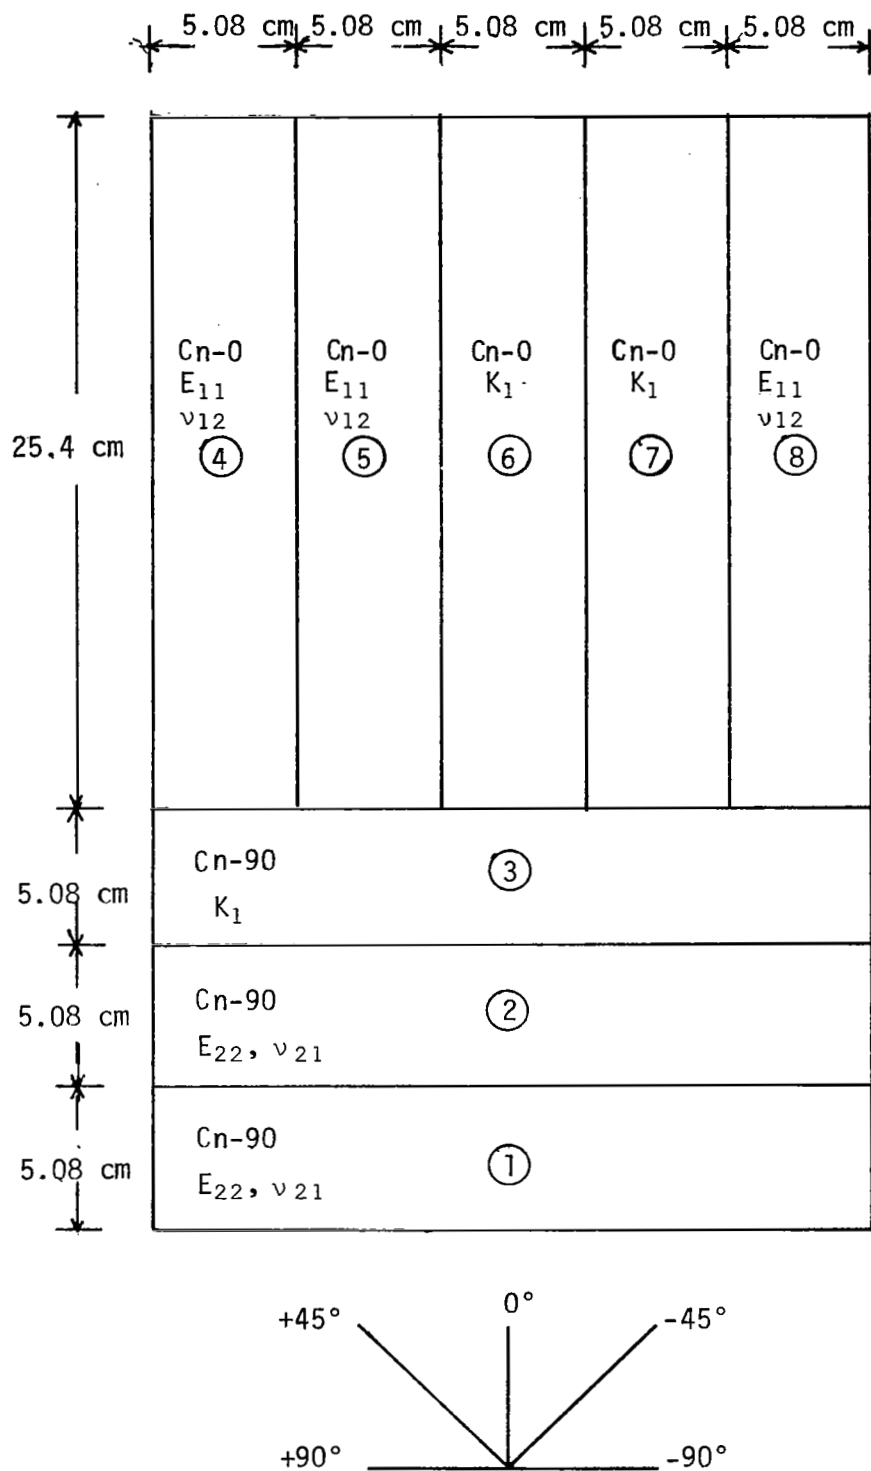 5.08 cm 5.08 cm 5.08 cm 5.08 cm 5.08 cm
Cn-0 Cn-0 Cn-0 Cn-0 Cn-0
E₁₁ E₁₁ K₁ K₁ E₁₁
ν₁₂ ν₁₂ ν₁₂
25.4 cm
④ ⑤ ⑥ ⑦ ⑧
Cn-90 ③
5.08 cm
K₁
Cn-90 ②
5.08 cm
E₂₂, ν₂₁
Cn-90 ①
5.08 cm
E₂₂, ν₂₁
+45° 0° -45°
+90° -90°